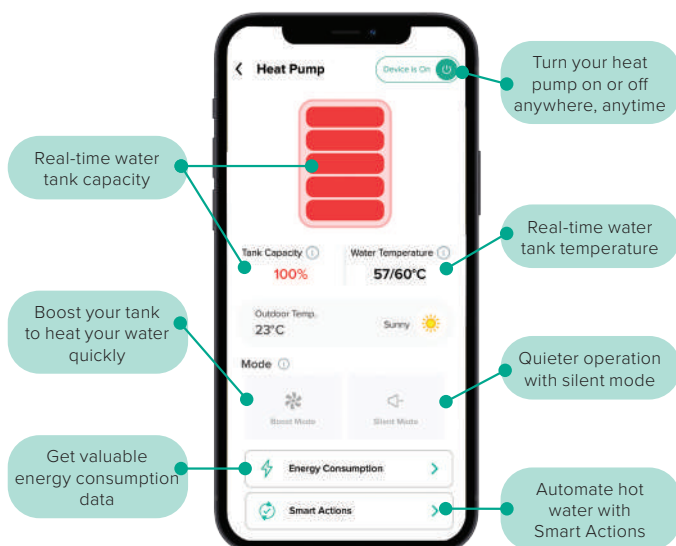 Heat Pump
Device is On
Turn your heat
pump on or off
anywhere, anytime
Real-time water
tank capacity
Tank Capacity
100%
Water Temperature
57/60°C
Real-time water
tank temperature
Outdoor Temp.
23°C
Sunny
Boost your tank
to heat your water
quickly
Mode
Boost Mode
Silent Mode
Quieter operation
with silent mode
Get valuable
energy consumption
data
Energy Consumption
Smart Actions
Automate hot
water with
Smart Actions